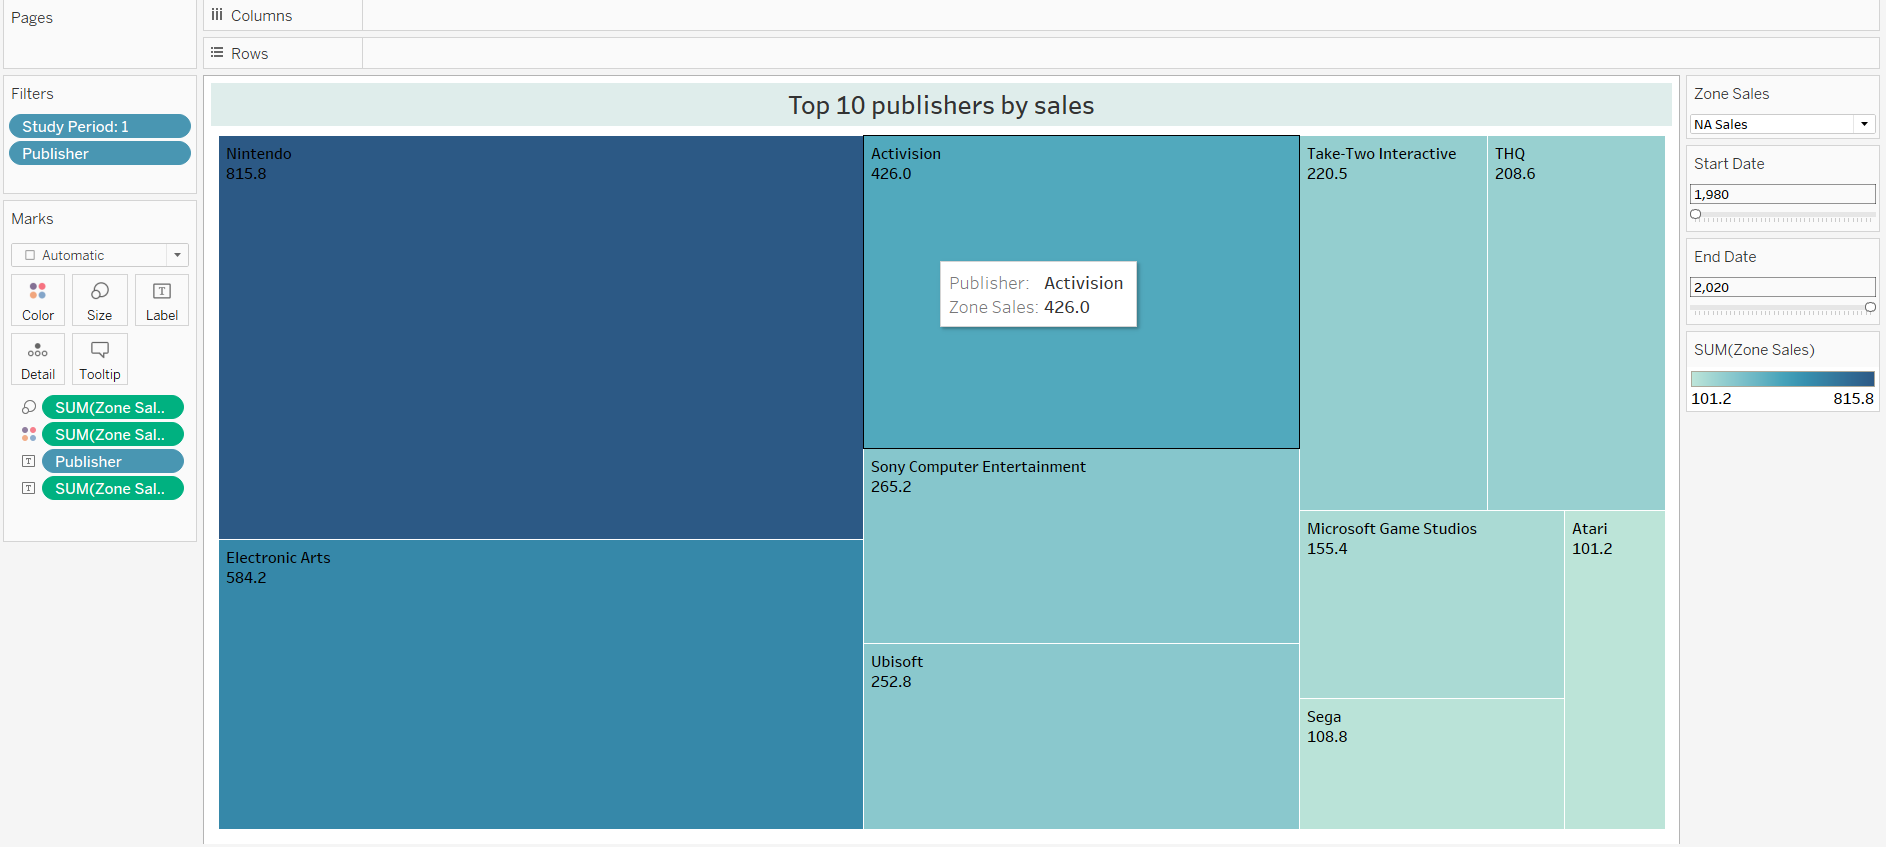 Pages
Columns
Rows
Filters
Study Period: 1
Publisher
Marks
Automatic
Color
Size
Label
Detail
Tooltip
SUM(Zone Sal..
SUM(Zone Sal..
Publisher
SUM(Zone Sal..
Top 10 publishers by sales
Nintendo
815.8
Electronic Arts
584.2
Activision
426.0
Publisher: Activision
Zone Sales: 426.0
Sony Computer Entertainment
265.2
Ubisoft
252.8
Take-Two Interactive
220.5
THQ
208.6
Microsoft Game Studios
155.4
Atari
101.2
Sega
108.8
Zone Sales
NA Sales
Start Date
1,980
End Date
2,020
SUM(Zone Sales)
101.2 815.8